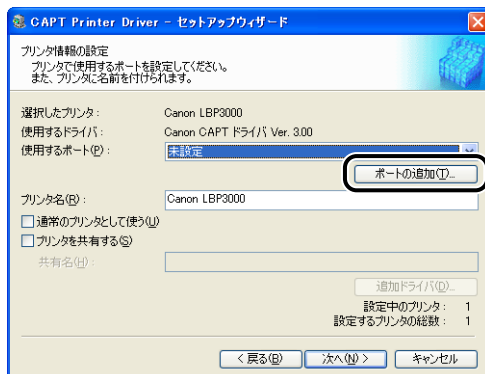 CAPT Printer Driver - セットアップウィザード
プリンタ情報の設定
プリンタで使用するポートを設定してください。
また、プリンタに名前を付けられます。
選択したプリンタ: Canon LBP3000
使用するドライバ: Canon CAPT ドライバ Ver. 3.00
使用するポート(P): 未設定
ポートの追加(T)...
プリンタ名(R): Canon LBP3000
通常のプリンタとして使う(U)
プリンタを共有する(S)
共有名(H):
追加ドライバ(D)...
設定中のプリンタ: 1
設定するプリンタの総数: 1
< 戻る(B) 次へ(N) > キャンセル